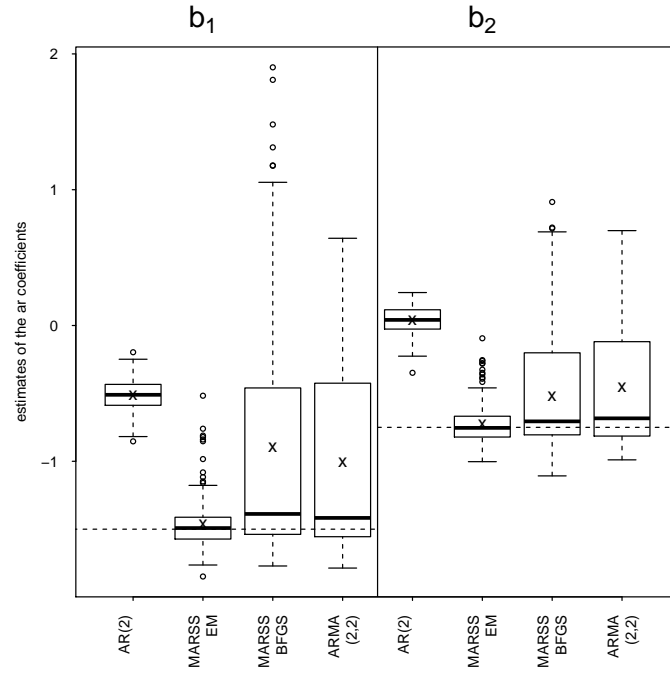 b1
b2
estimates of the ar coefficients
2
1
0
−1
AR(2)
MARSS
EM
MARSS
BFGS
ARMA
(2,2)
AR(2)
MARSS
EM
MARSS
BFGS
ARMA
(2,2)
x
x
x
x
x
x
x
x